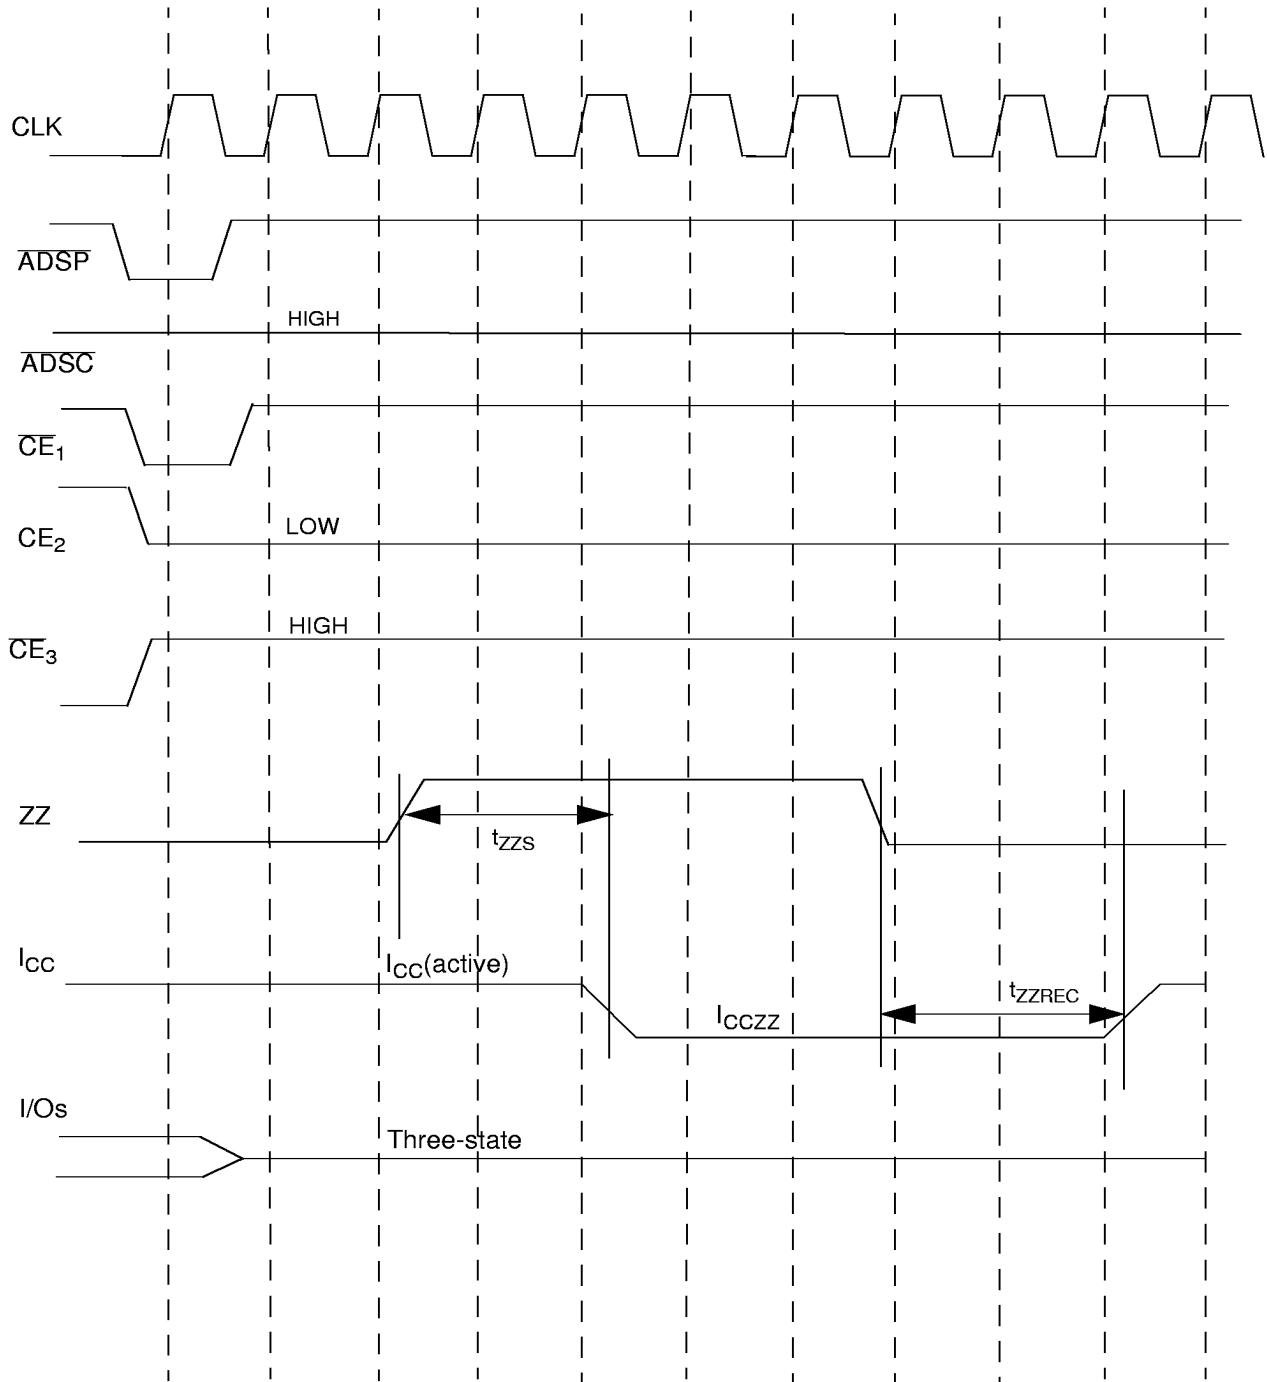 CLK
ADSP
HIGH
ADSC
CE1
LOW
CE2
HIGH
CE3
ZZ
tZZS
ICC
ICC(active)
tZZREC
ICCZZ
I/Os
Three-state